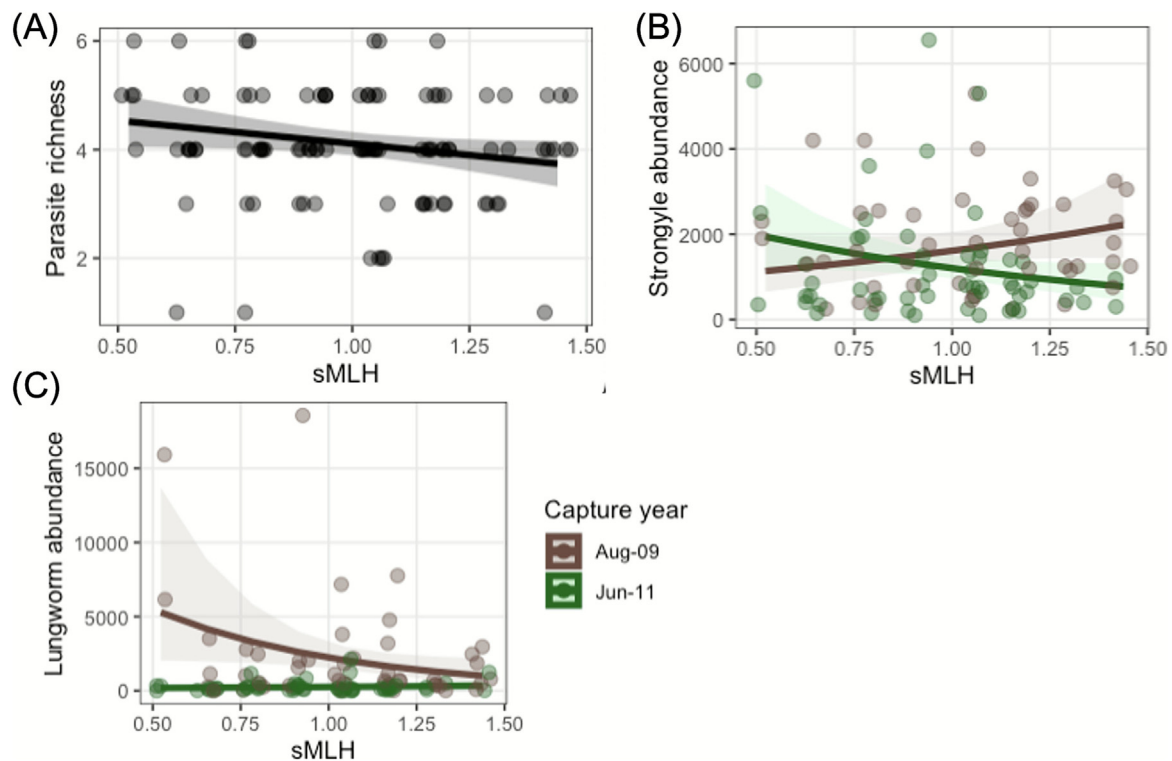 (A)
Parasite richness
6
4
2
0.50 0.75 1.00 1.25 1.50
sMLH
(B)
Strongyle abundance
6000
4000
2000
0
0.50 0.75 1.00 1.25 1.50
sMLH
(C)
Lungworm abundance
15000
10000
5000
0
0.50 0.75 1.00 1.25 1.50
sMLH
Capture year
Aug-09
Jun-11